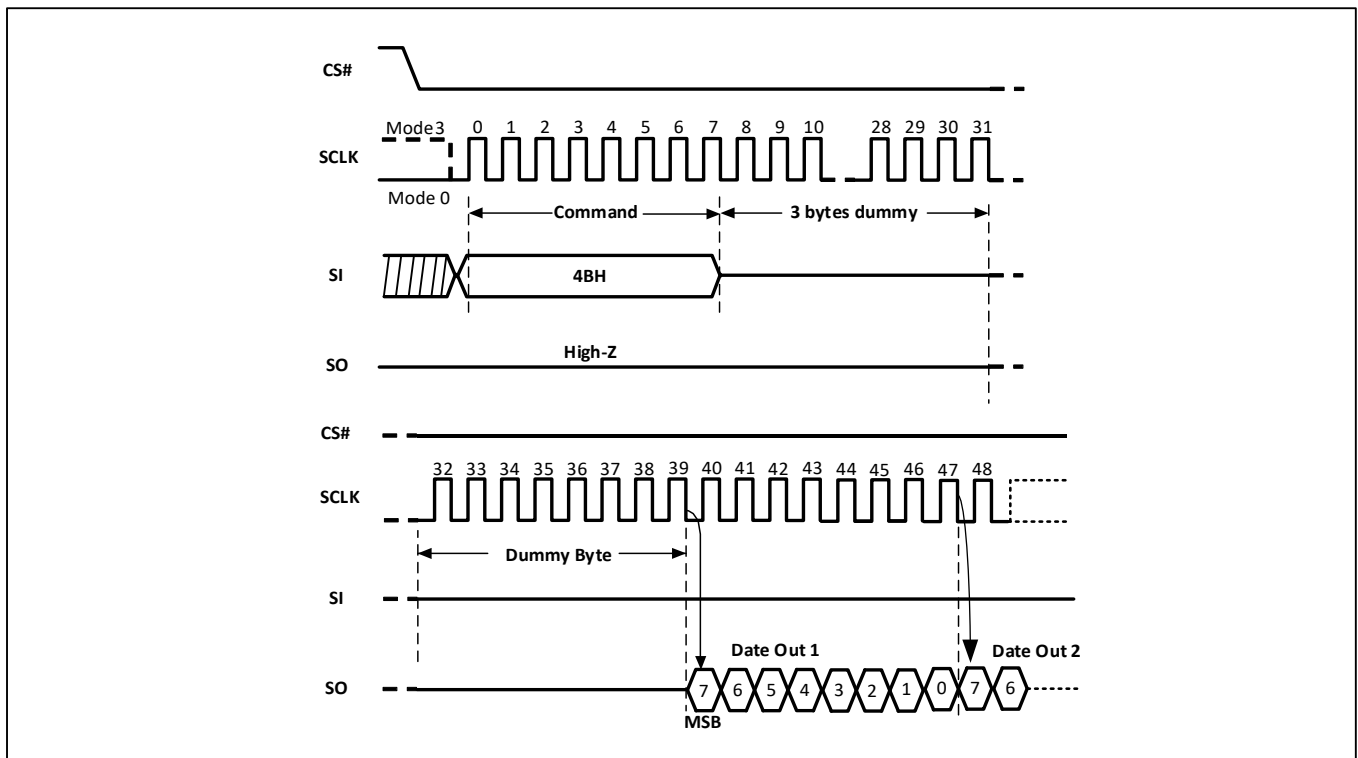 CS#
Mode3 0 1 2 3 4 5 6 7 8 9 10 28 29 30 31
SCLK
Mode 0
Command 3 bytes dummy
SI 4BH
High-Z
SO
CS#
32 33 34 35 36 37 38 39 40 41 42 43 44 45 46 47 48
SCLK
Dummy Byte
SI
Date Out 1 Date Out 2
SO 7 6 5 4 3 2 1 0 7 6
MSB